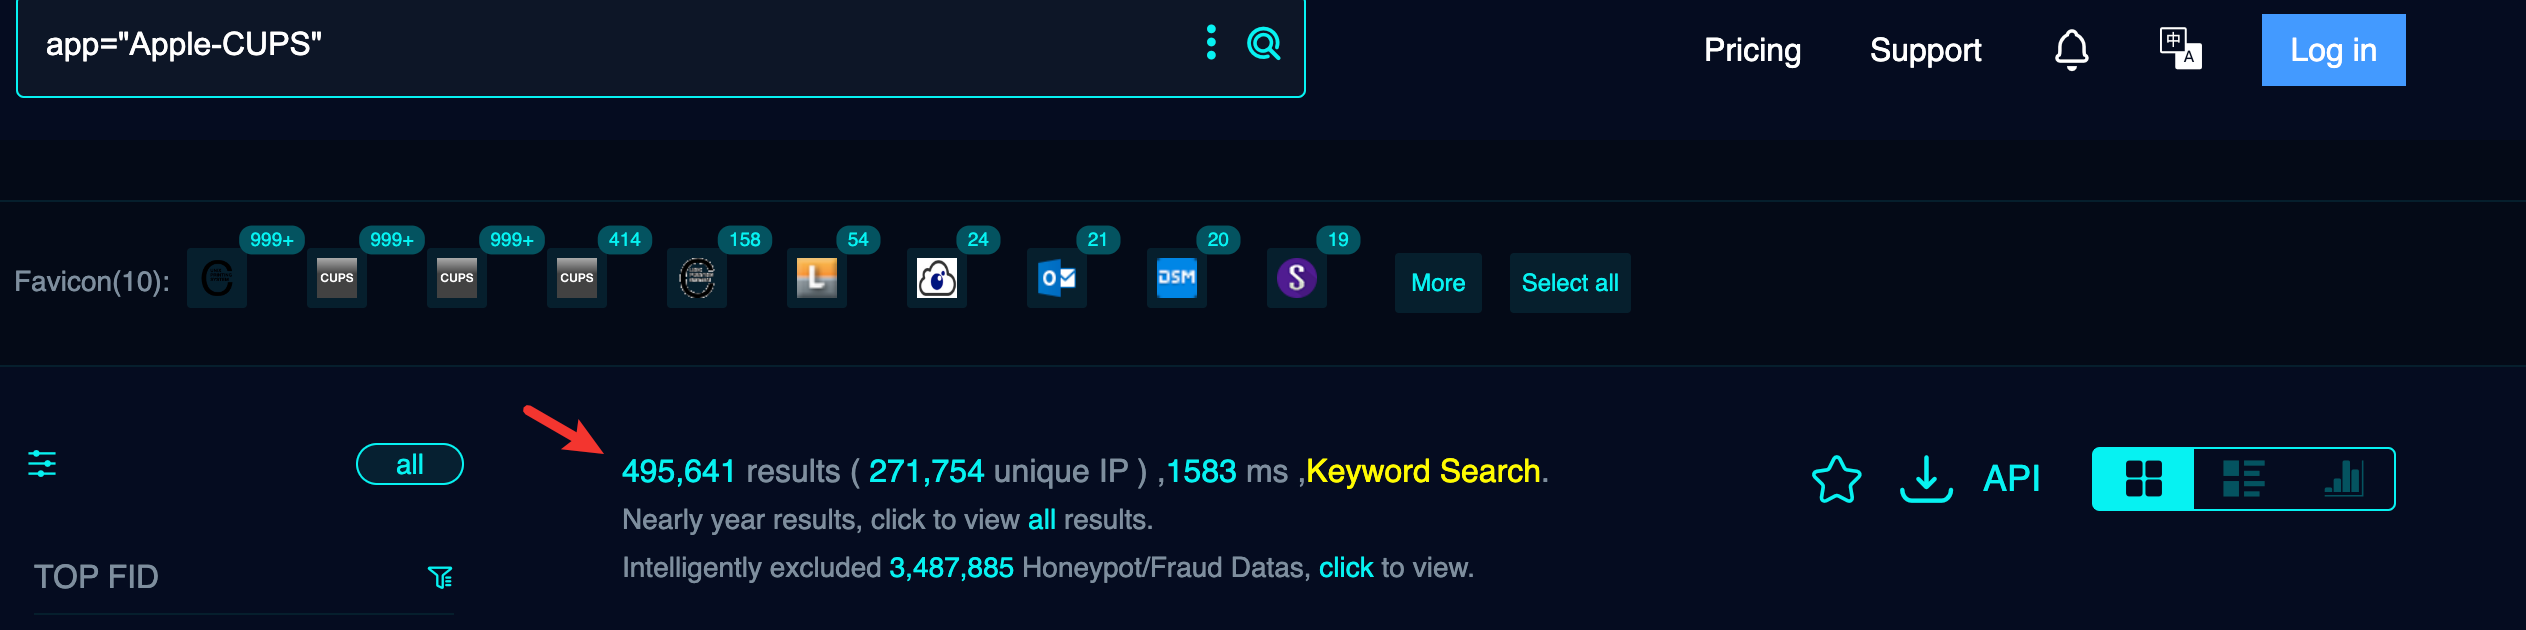 app="Apple-CUPS"
Pricing Support 中 A Log in
999+ 999+ 999+ 414 158 54 24 21 20 19
Favicon(10): CUPS CUPS CUPS L O DSM S More Select all
all
495,641 results ( 271,754 unique IP ) ,1583 ms ,Keyword Search.
API
Nearly year results, click to view all results.
Intelligently excluded 3,487,885 Honeypot/Fraud Datas, click to view.
TOP FID